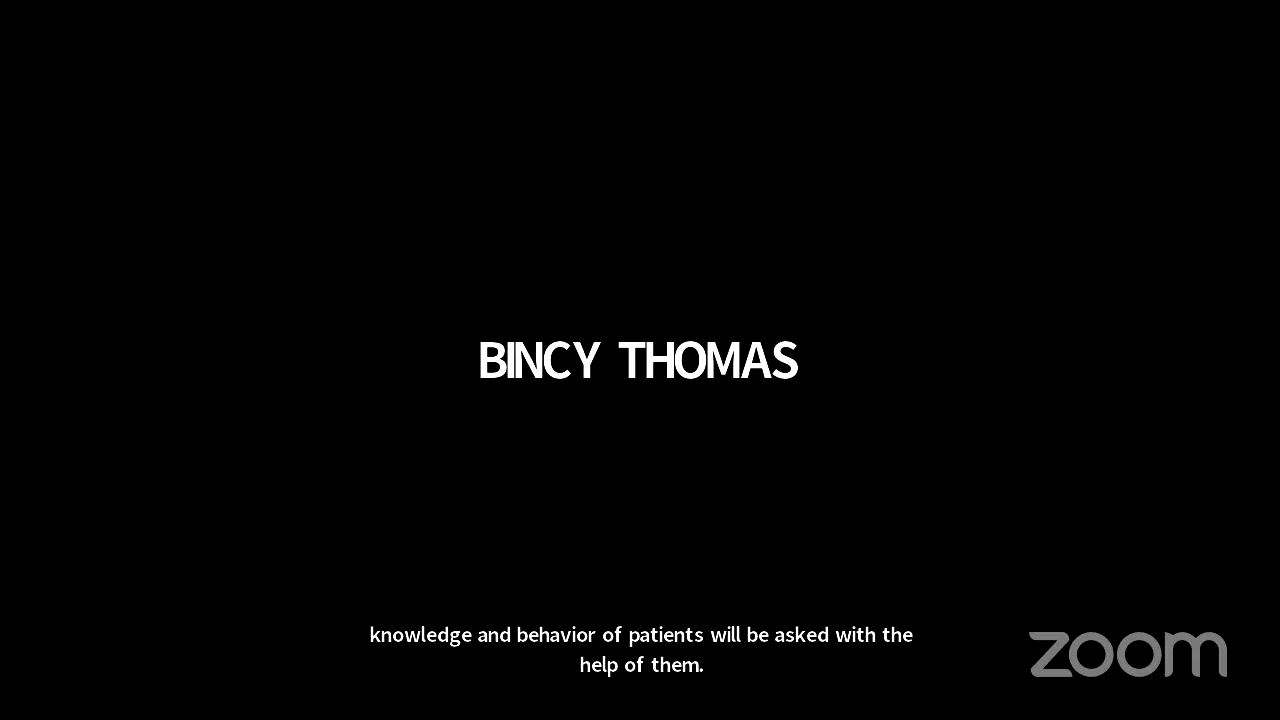 BINCY THOMAS
knowledge and behavior of patients will be asked with the
help of them.
zoom